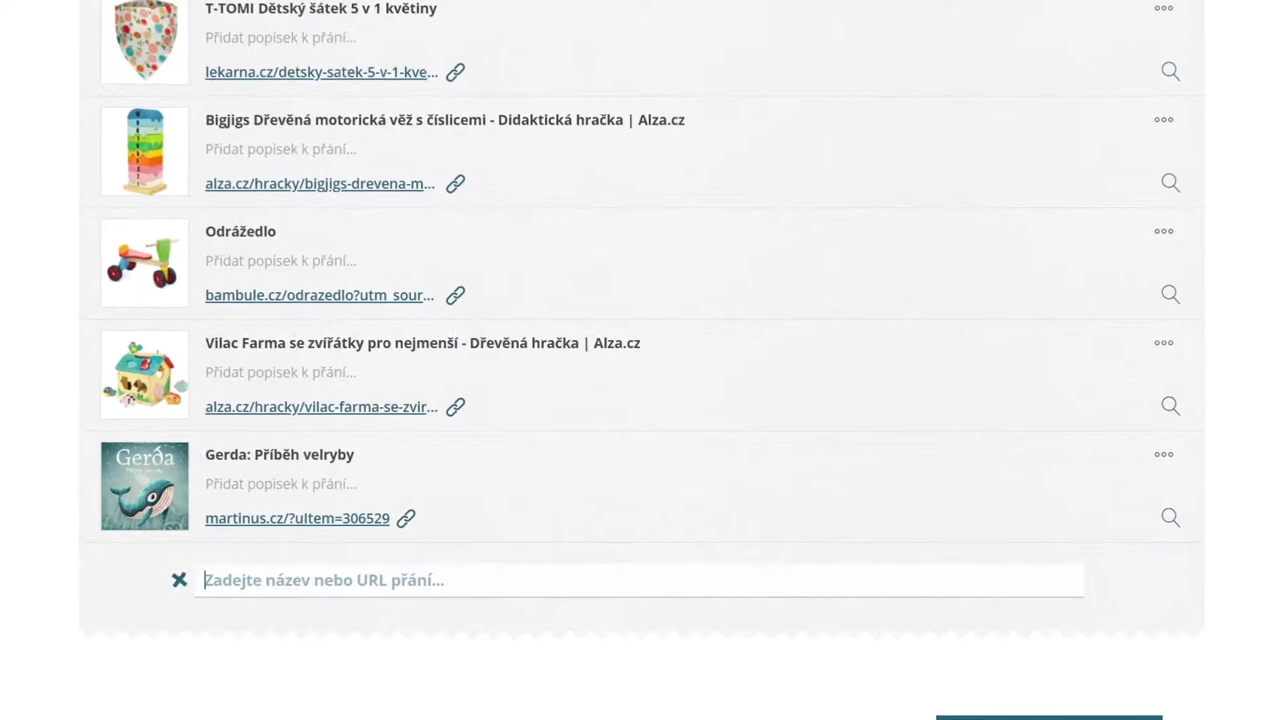 T-TOMI Dětský šátek 5 v 1 květiny
Přidat popisek k přání...
lekarna.cz/detsky-satek-5-v-1-kve...
Bigjigs Dřevěná motorická věž s číslicemi - Didaktická hračka | Alza.cz
Přidat popisek k přání...
alza.cz/hracky/bigjigs-drevena-m...
Odrážedlo
Přidat popisek k přání...
bambule.cz/odrazedlo?utm_sour...
Vilac Farma se zvířátky pro nejmenší - Dřevěná hračka | Alza.cz
Přidat popisek k přání...
alza.cz/hracky/vilac-farma-se-zvir...
Gerda
Gerda: Příběh velryby
Přidat popisek k přání...
martinus.cz/?uItem=306529
Zadejte název nebo URL přání...